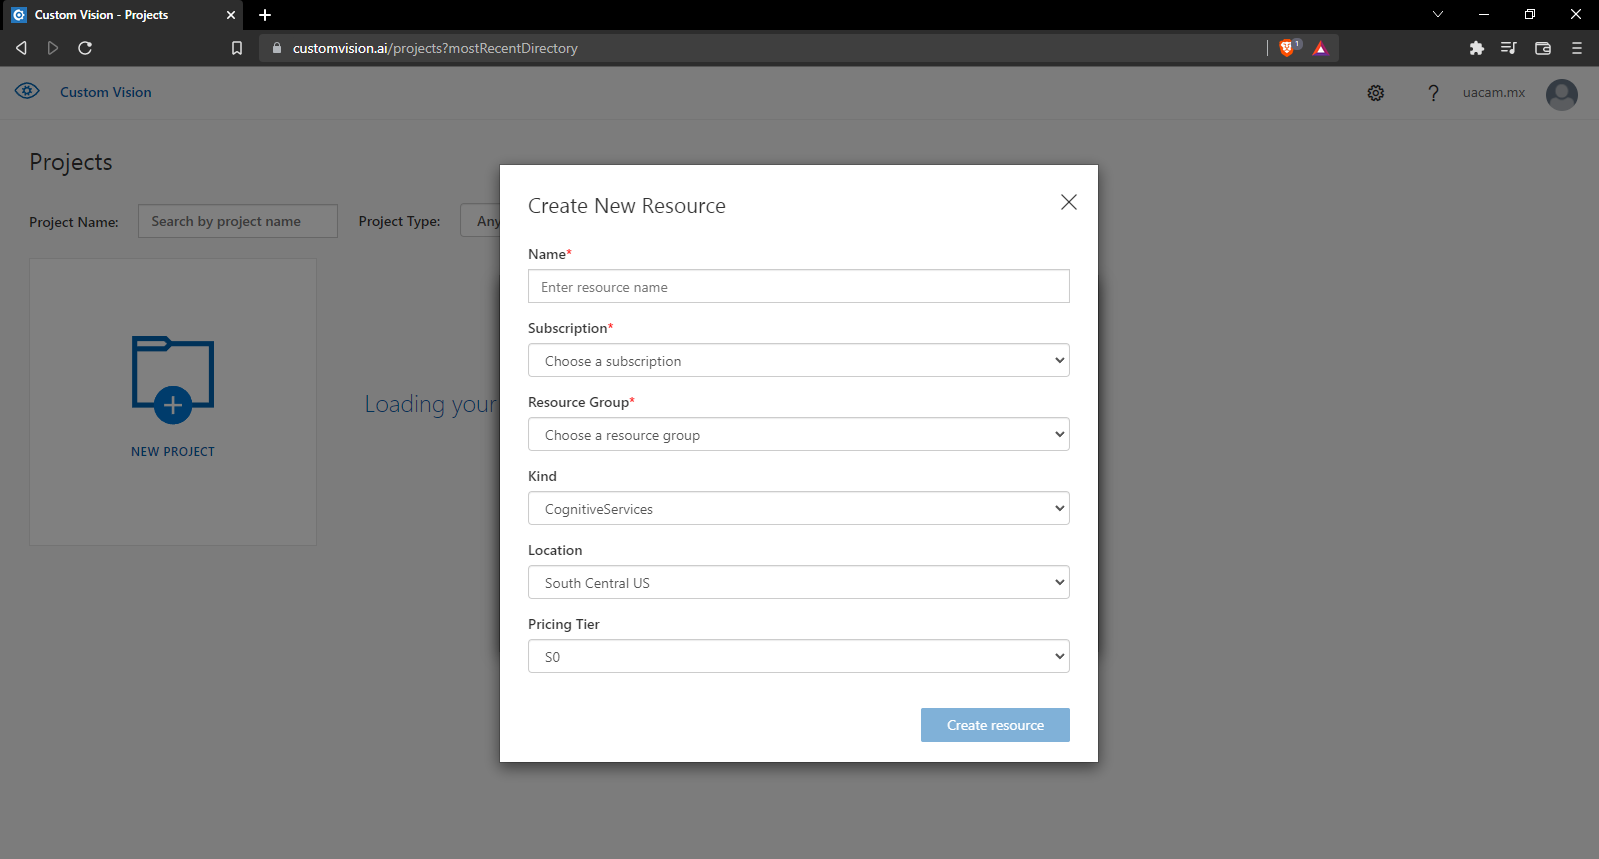 Custom Vision - Projects
customvision.ai/projects?mostRecentDirectory
1
Custom Vision
?
uacam.mx
Projects
Project Name:
Search by project name
Project Type:
Any
NEW PROJECT
Loading your
Create New Resource
Name*
Enter resource name
Subscription*
Choose a subscription
Resource Group*
Choose a resource group
Kind
CognitiveServices
Location
South Central US
Pricing Tier
S0
Create resource